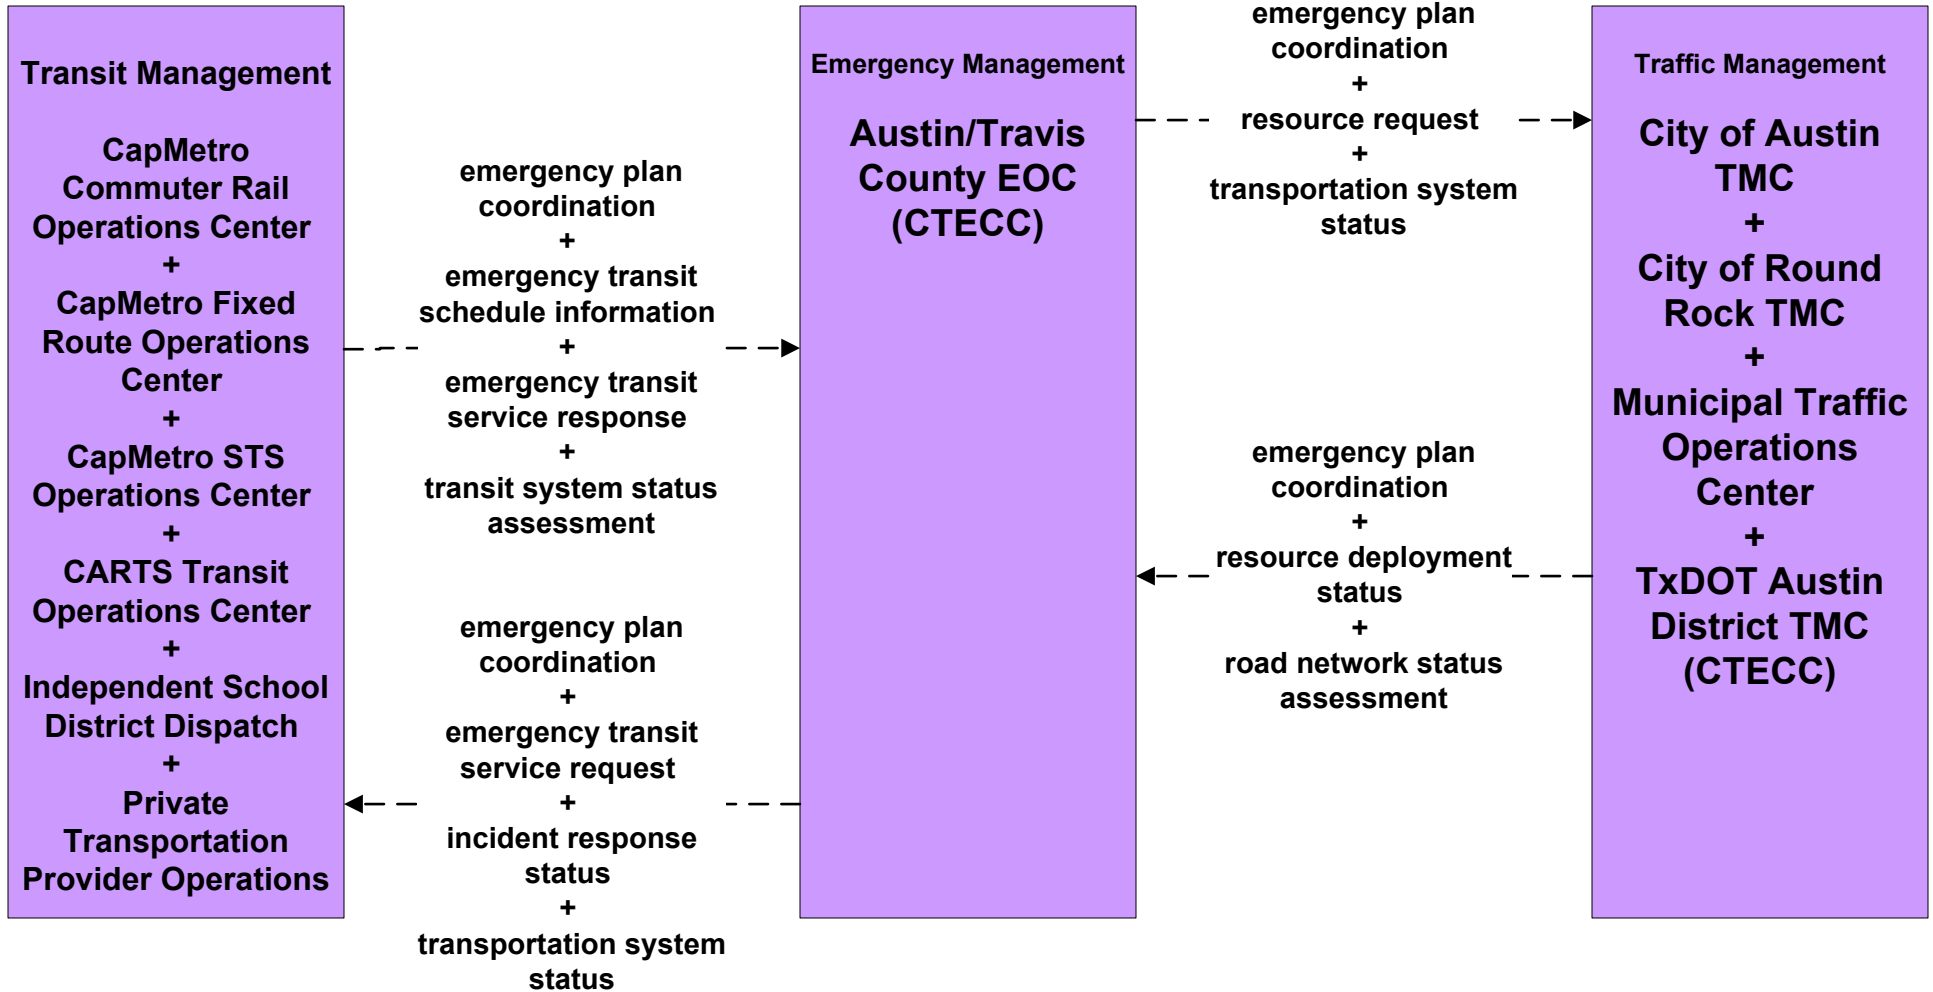 Transit Management
CapMetro
Commuter Rail
Operations Center
+
CapMetro Fixed
Route Operations
Center
+
CapMetro STS
Operations Center
+
CARTS Transit
Operations Center
+
Independent School
District Dispatch
+
Private
Transportation
Provider Operations
emergency plan
coordination
+
emergency transit
schedule information
+
emergency transit
service response
+
transit system status
assessment
emergency plan
coordination
+
emergency transit
service request
+
incident response
status
+
transportation system
status
Emergency Management
Austin/Travis
County EOC
(CTECC)
emergency plan
coordination
+
resource request
+
transportation system
status
emergency plan
coordination
+
resource deployment
status
+
road network status
assessment
Traffic Management
City of Austin
TMC
+
City of Round
Rock TMC
+
Municipal Traffic
Operations
Center
+
TxDOT Austin
District TMC
(CTECC)